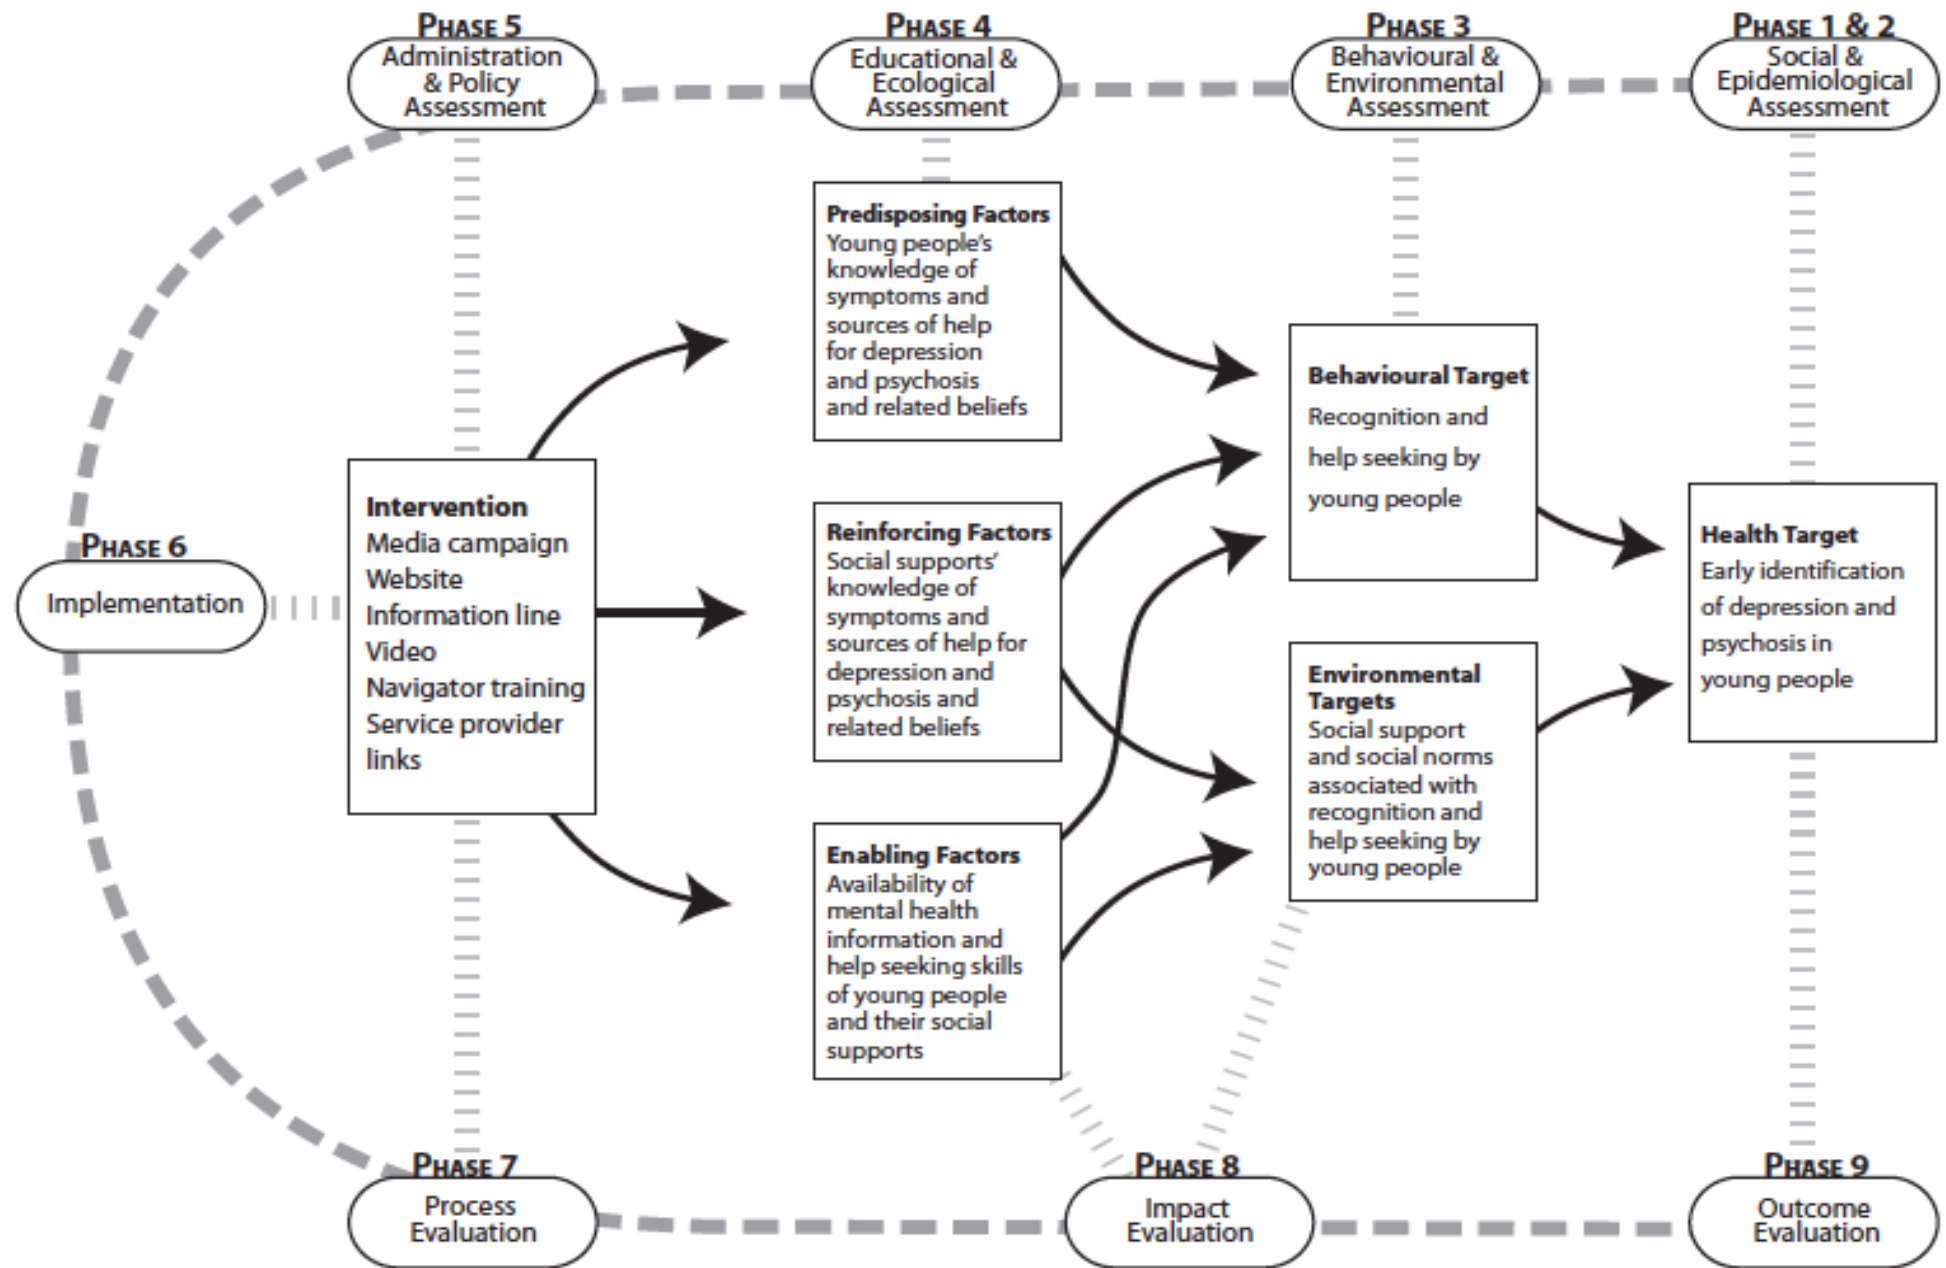 PHASE 5
Administration
& Policy
Assessment
PHASE 4
Educational &
Ecological
Assessment
PHASE 3
Behavioural &
Environmental
Assessment
PHASE 1 & 2
Social &
Epidemiological
Assessment
Predisposing Factors
Young people's
knowledge of
symptoms and
sources of help
for depression
and psychosis
and related beliefs
Behavioural Target
Recognition and
help seeking by
young people
Intervention
Media campaign
Website
Information line
Video
Navigator training
Service provider
links
Reinforcing Factors
Social supports'
knowledge of
symptoms and
sources of help for
depression and
psychosis and
related beliefs
Health Target
Early identification
of depression and
psychosis in
young people
PHASE 6
Implementation
Environmental
Targets
Social support
and social norms
associated with
recognition and
help seeking by
young people
Enabling Factors
Availability of
mental health
information and
help seeking skills
of young people
and their social
supports
PHASE 7
Process
Evaluation
PHASE 8
Impact
Evaluation
PHASE 9
Outcome
Evaluation